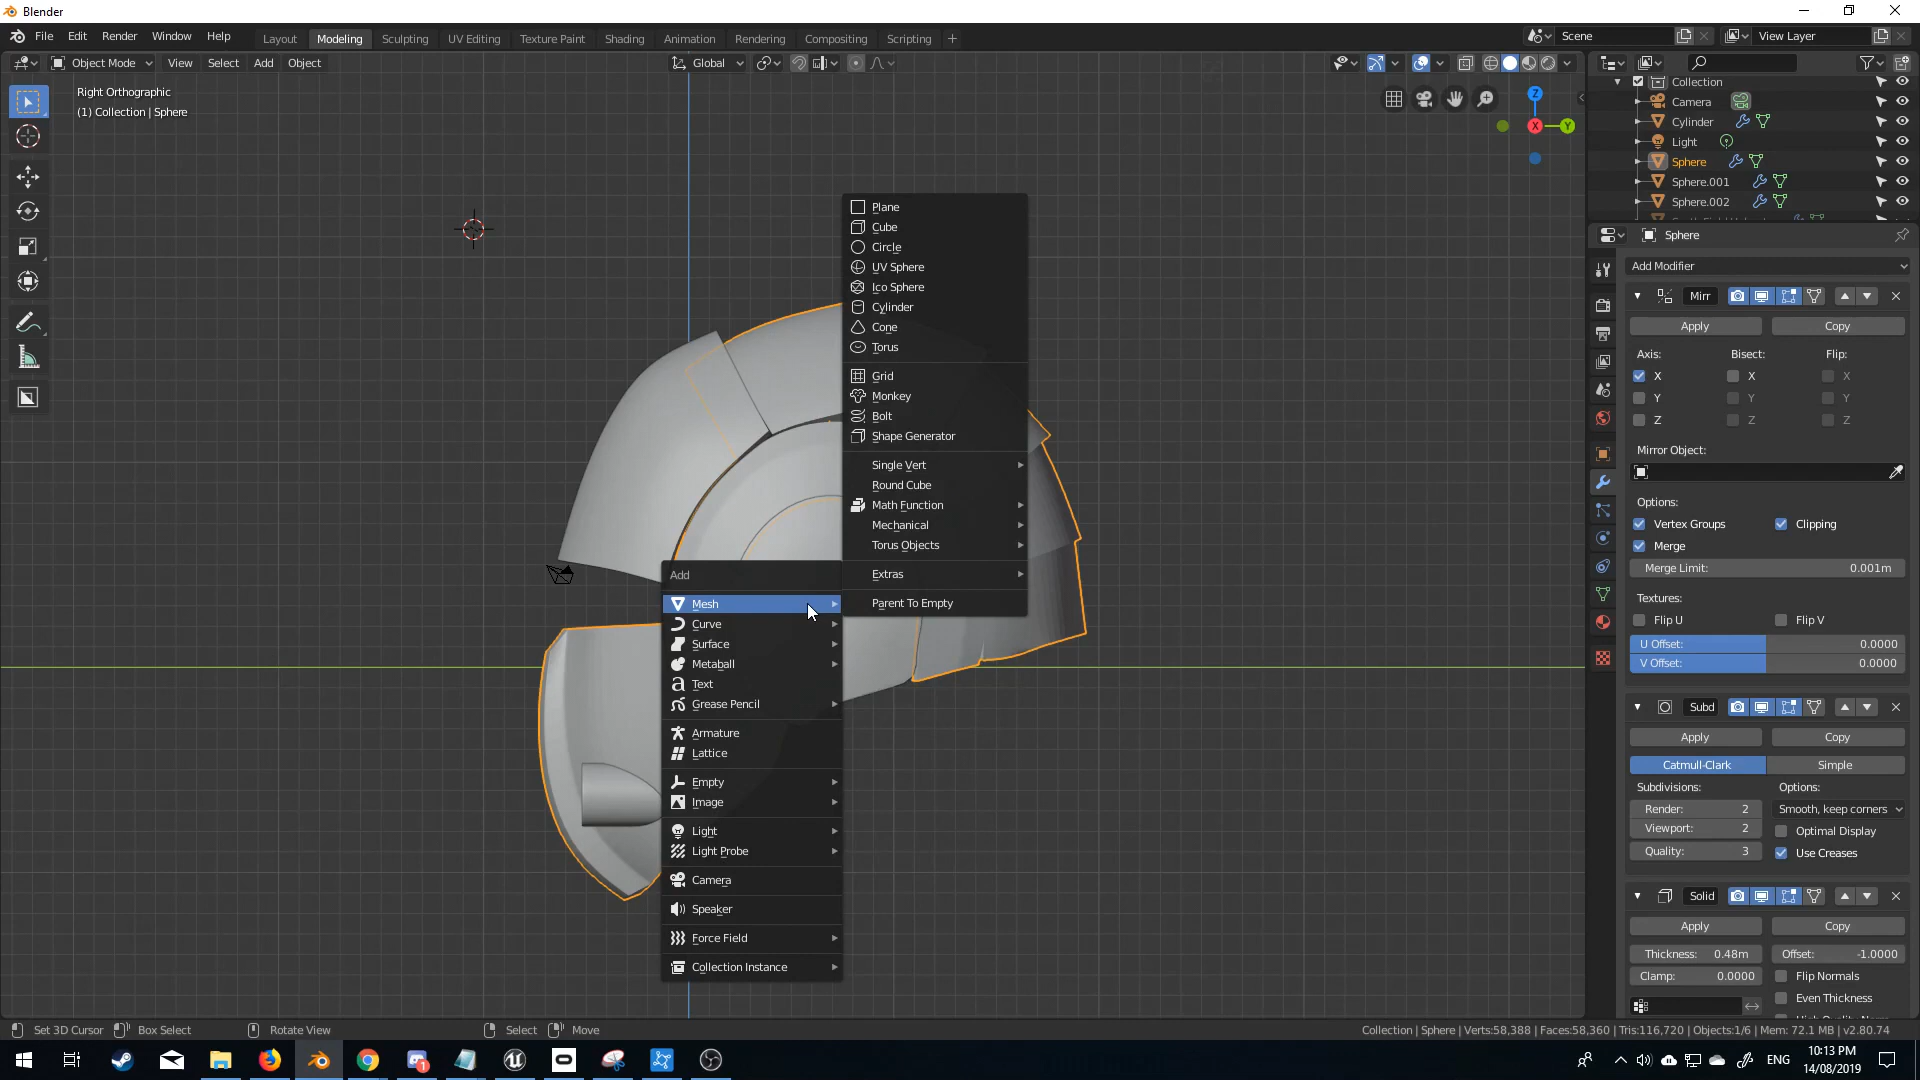 Blender
File Edit Render Window Help
Layout Modeling Sculpting UV Editing Texture Paint Shading Animation Rendering Compositing Scripting +
Scene View Layer
Object Mode View Select Add Object Global
Right Orthographic
(1) Collection | Sphere
Z
X
Y
Collection
Camera
Cylinder
Light
Sphere
Sphere.001
Sphere.002
Sphere
Add Modifier
Mirr
Apply Copy
Axis: Bisect: Flip:
X X X
Y Y Y
Z Z Z
Mirror Object:
Options:
Vertex Groups Clipping
Merge
Merge Limit: 0.001m
Textures:
Flip U Flip V
U Offset: 0.0000
V Offset: 0.0000
Subd
Apply Copy
Catmull-Clark Simple
Subdivisions: Options:
Render: 2 Smooth, keep corners
Viewport: 2 Optimal Display
Quality: 3 Use Creases
Solid
Apply Copy
Thickness: 0.48m Offset: -1.0000
Clamp: 0.0000 Flip Normals
Even Thickness
Add
Mesh
Curve
Surface
Metaball
Text
Grease Pencil
Armature
Lattice
Empty
Image
Light
Light Probe
Camera
Speaker
Force Field
Collection Instance
Plane
Cube
Circle
UV Sphere
Ico Sphere
Cylinder
Cone
Torus
Grid
Monkey
Bolt
Shape Generator
Single Vert
Round Cube
Math Function
Mechanical
Torus Objects
Extras
Parent To Empty
Set 3D Cursor Box Select Rotate View Select Move
Collection | Sphere | Verts:58,388 | Faces:58,360 | Tris:116,720 | Objects:1/6 | Mem: 72.1 MB | v2.80.74
ENG
10:13 PM
14/08/2019